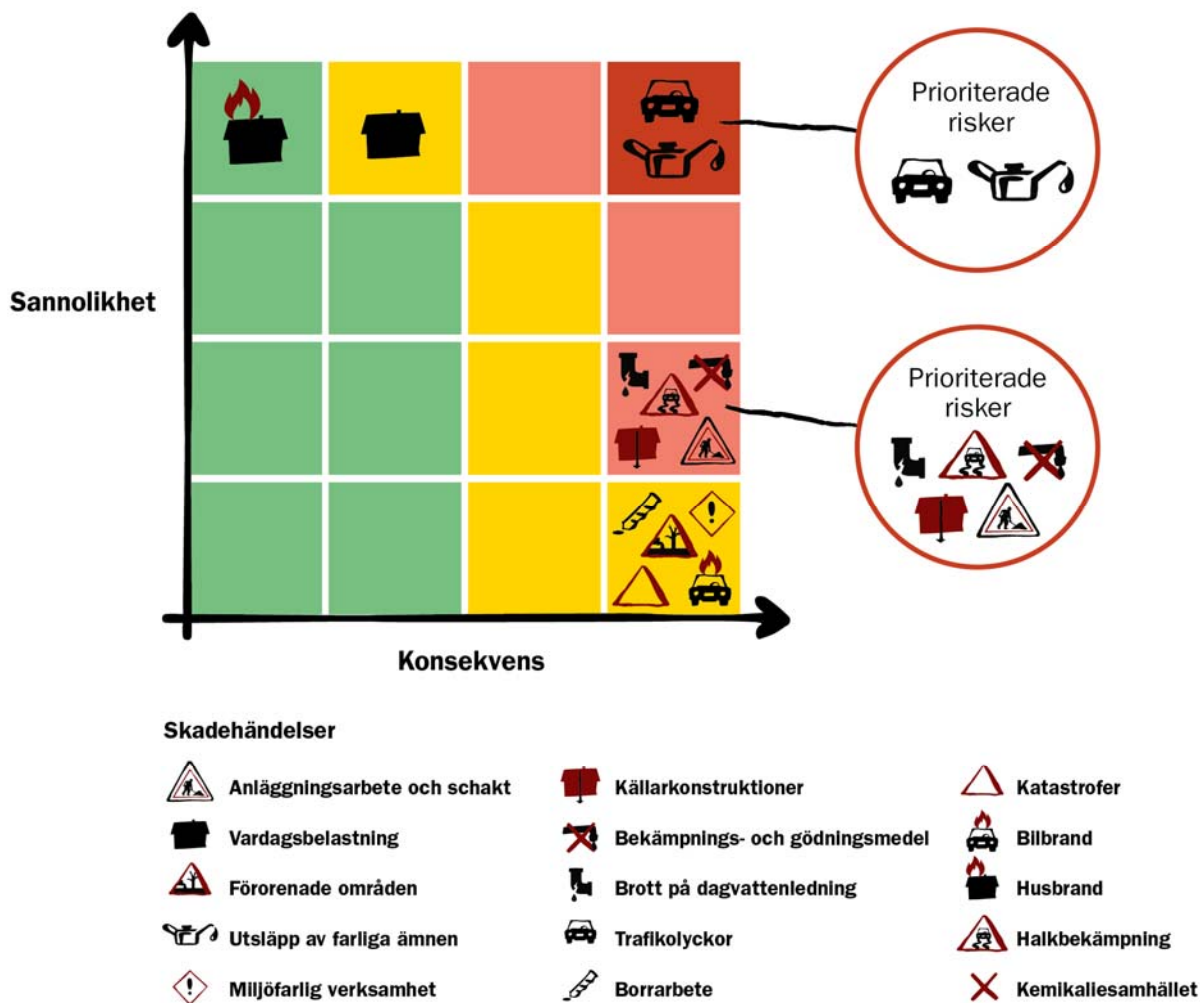 Prioriterade
risker
Sannolikhet
Prioriterade
risker
Konsekvens
Skadehändelser
Anläggningsarbete och schakt
Källarkonstruktioner
Katastrofer
Vardagsbelastning
Bekämpnings- och gödningsmedel
Bilbrand
Förorenade områden
Brott på dagvattenledning
Husbrand
Utsläpp av farliga ämnen
Trafikolyckor
Halkbekämpning
Miljöfarlig verksamhet
Borrarbete
Kemikaliesamhället